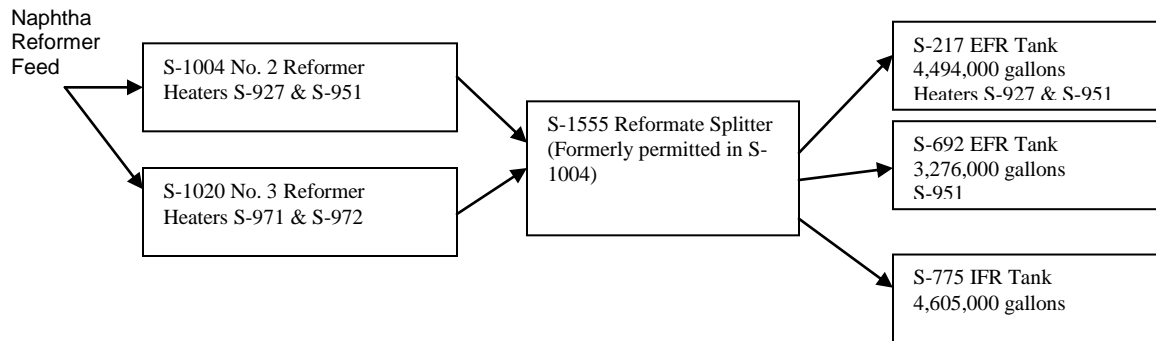 Naphtha
Reformer
Feed
S-1004 No. 2 Reformer
Heaters S-927 & S-951
S-1020 No. 3 Reformer
Heaters S-971 & S-972
S-1555 Reformate Splitter
(Formerly permitted in S-
1004)
S-217 EFR Tank
4,494,000 gallons
Heaters S-927 & S-951
S-692 EFR Tank
3,276,000 gallons
S-951
S-775 IFR Tank
4,605,000 gallons